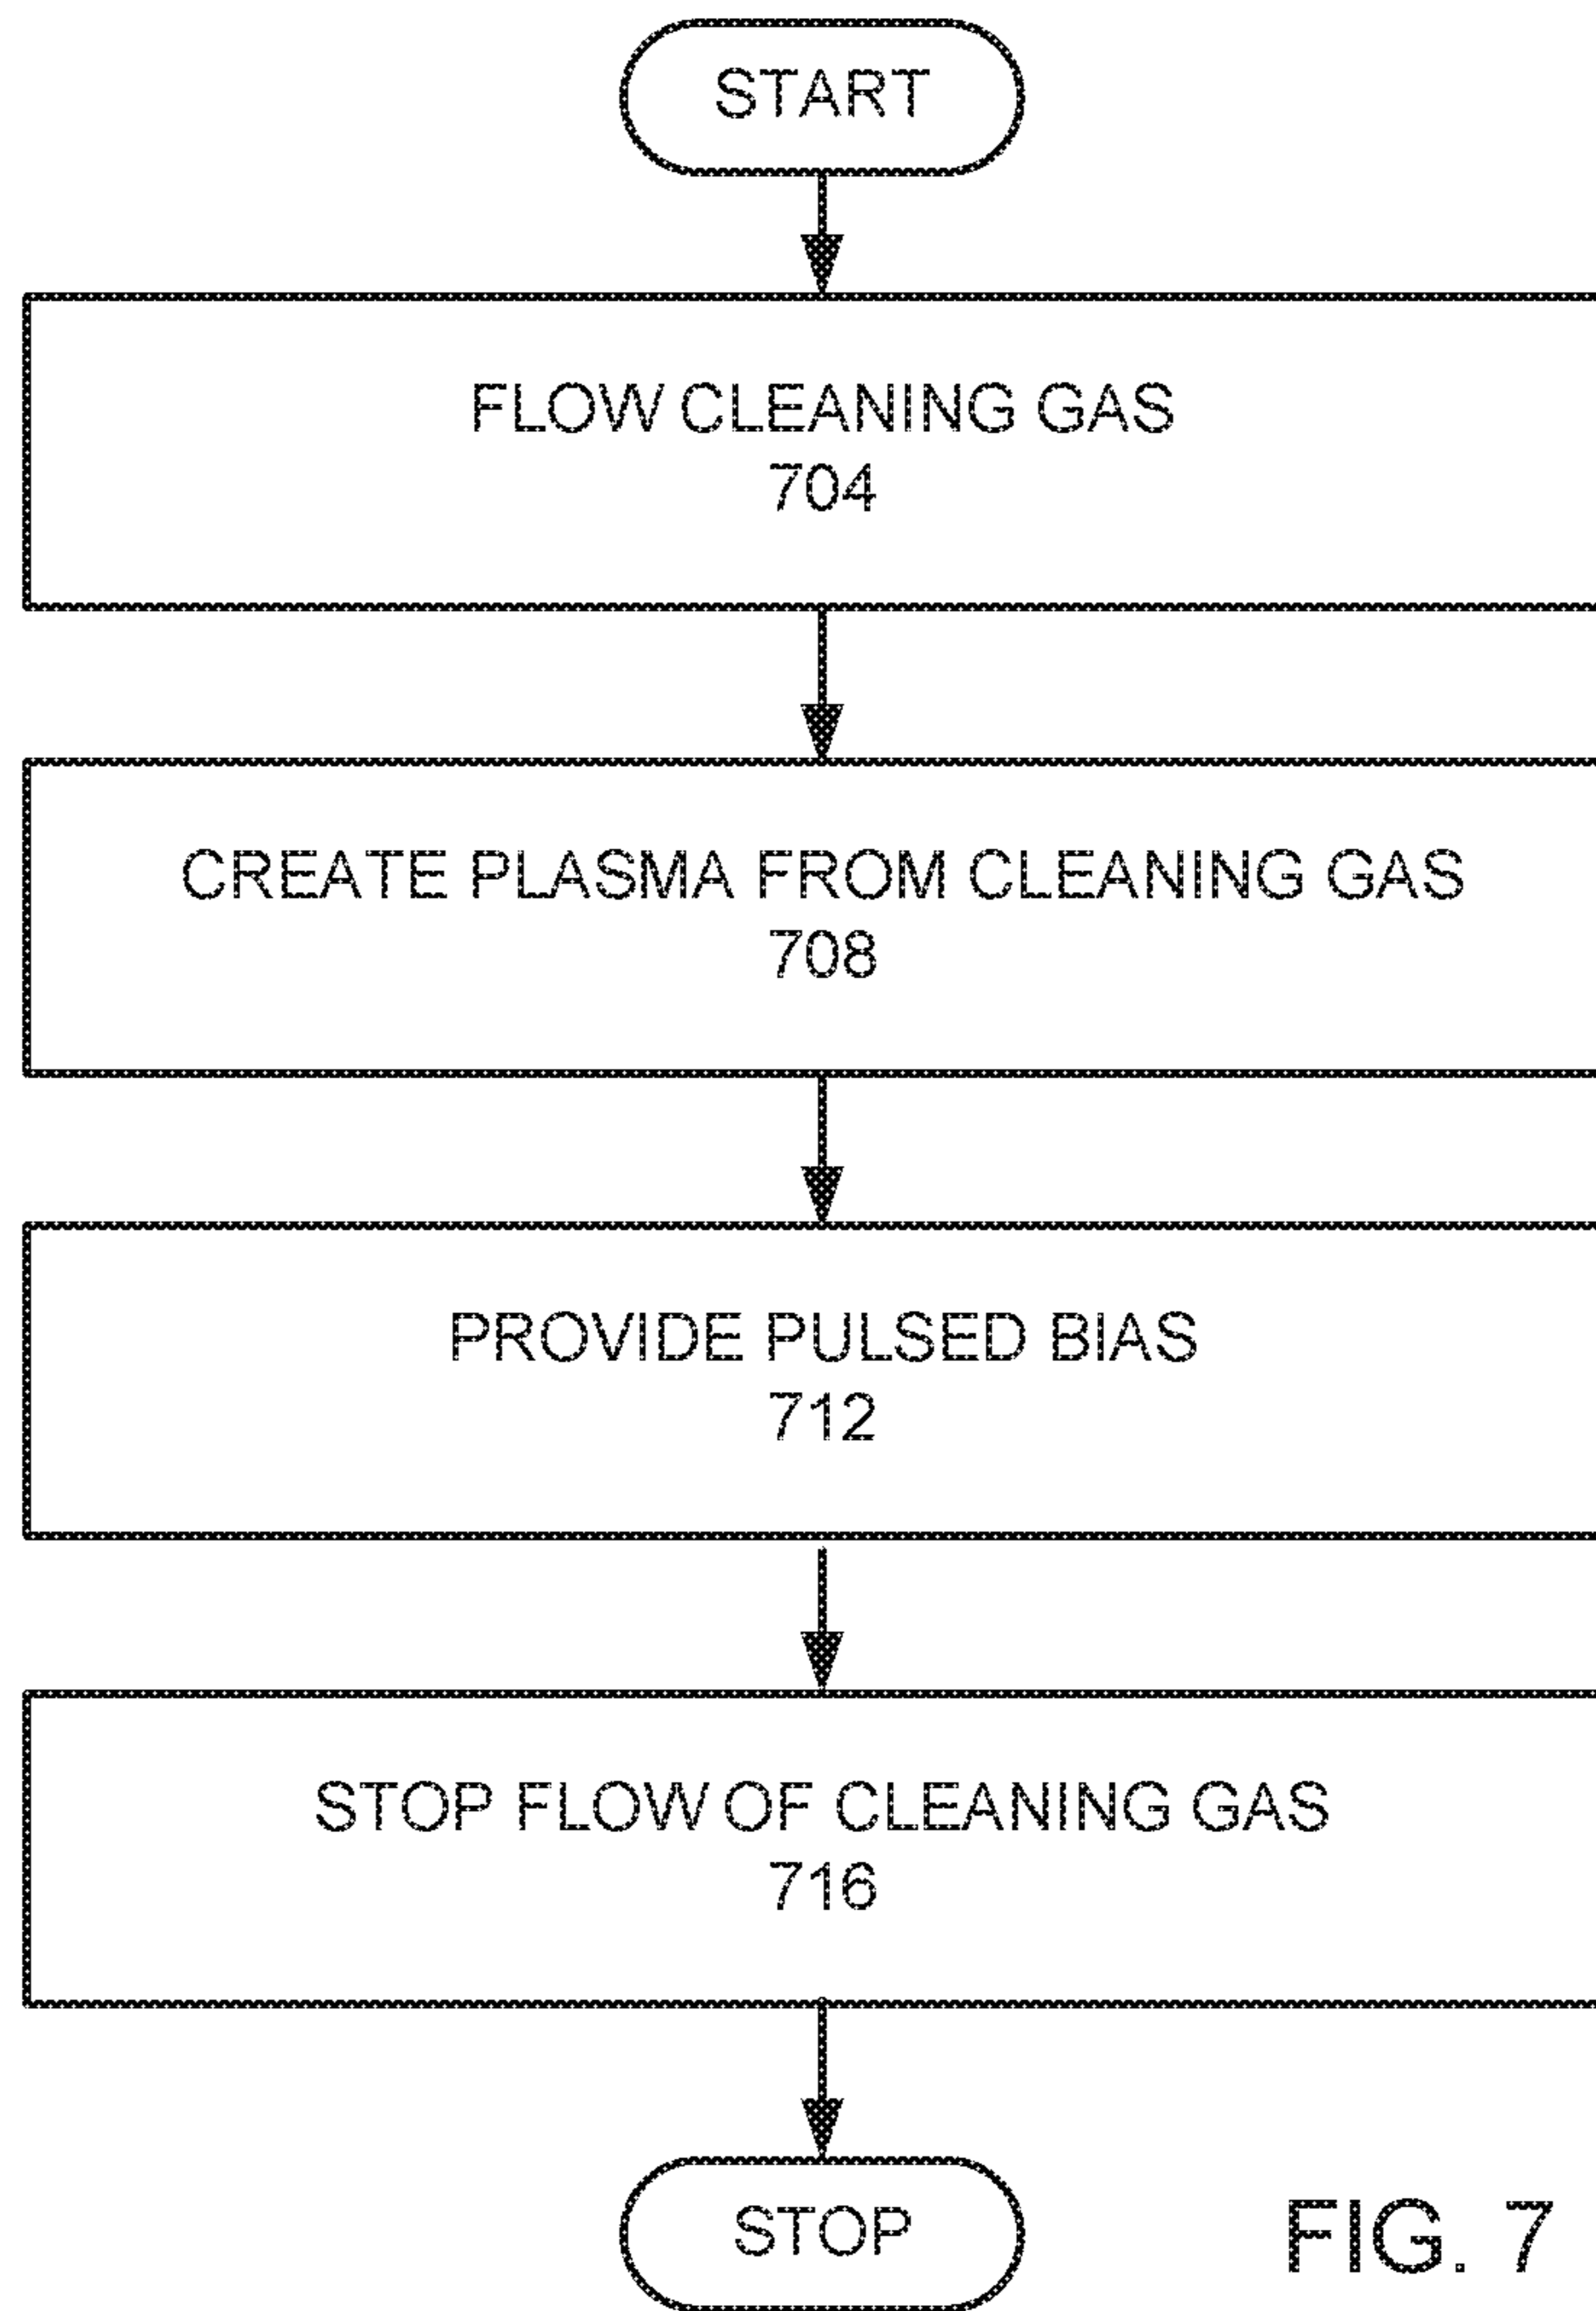 START
FLOW CLEANING GAS
704
CREATE PLASMA FROM CLEANING GAS
708
PROVIDE PULSED BIAS
712
STOP FLOW OF CLEANING GAS
716
STOP
FIG. 7